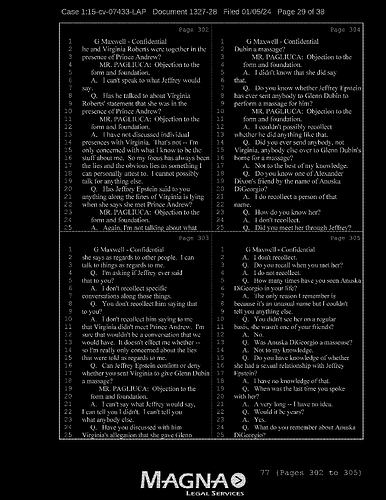 Case 1:15-cv-07433-LAP Document 1327-28 Filed 01/05/24 Page 29 of 38
Page 302
1 G Maxwell - Confidential
2 he and Virginia Roberts were together in the
3 presence of Prince Andrew?
4 MR. PAGLIUCA: Objection to the
5 form and foundation.
6 A. I can't speak to what Jeffrey would
7 say.
8 Q. Has he talked to about Virginia
9 Roberts' statement that she was in the
10 presence of Prince Andrew?
11 MR. PAGLIUCA: Objection to the
12 form and foundation.
13 A. I have not discussed individual
14 presences with Virginia. That's not -- I'm
15 only concerned with what I know to be the
16 stuff about me. So my focus has always been
17 the lies and the obvious lies as something I
18 can personally attest to. I cannot possibly
19 talk for anything else.
20 Q. Has Jeffrey Epstein said to you
21 anything along the lines of Virginia is lying
22 when she says she met Prince Andrew?
23 MR. PAGLIUCA: Objection to the
24 form and foundation.
25 A. Again, I'm not talking about what
Page 303
1 G Maxwell - Confidential
2 she says as regards to other people. I can
3 talk to things as regards to me.
4 Q. I'm asking if Jeffrey ever said
5 that to you?
6 A. I don't recollect specific
7 conversations along those things.
8 Q. You don't recollect him saying that
9 to you?
10 A. I don't recollect him saying to me
11 that Virginia didn't meet Prince Andrew. I'm
12 sure that wouldn't be a conversation that we
13 would have. It doesn't effect me whether --
14 so I'm really only concerned about the lies
15 that were told as regards to me.
16 Q. Can Jeffrey Epstein confirm or deny
17 whether you sent Virginia to give Glenn Dubin
18 a massage?
19 MR. PAGLIUCA: Objection to the
20 form and foundation.
21 A. I can't say what Jeffrey would say,
22 I can tell you I didn't. I can't tell you
23 what anybody else.
24 Q. Have you discussed with him
25 Virginia's allegation that she gave Glenn
Page 304
1 G Maxwell - Confidential
2 Dubin a massage?
3 MR. PAGLIUCA: Objection to the
4 form and foundation.
5 A. I didn't know that she did say
6 that.
7 Q. Do you know whether Jeffrey Epstein
8 has ever sent anybody to Glenn Dubin to
9 perform a massage for him?
10 A. I couldn't possibly recollect
11 whether he did anything like that.
12 Q. Did you ever send anybody, not
13 Virginia, anybody else over to Glenn Dubin's
14 home for a massage?
15 A. Not to the best of my knowledge.
16 Q. Do you know one of Alexander
17 Dixon's friend by the name of Anuska
18 DiGeorgio?
19 A. I do recollect a person of that
20 name.
21 Q. How do you know her?
22 A. I don't recollect.
23 Q. Did you meet her through Jeffrey?
Page 305
1 G Maxwell - Confidential
2 A. I don't recollect.
3 Q. Do you recall when you met her?
4 A. I do not recollect.
5 Q. How many times have you seen Anuska
6 DiGeorgio in your life?
7 A. The only reason I remember is
8 because it's an unusual name but I couldn't
9 tell you anything else.
10 Q. You didn't see her on a regular
11 basis, she wasn't one of your friends?
12 A. No.
13 Q. Was Anuska DiGeorgio a masseuse?
14 A. Not to my knowledge.
15 Q. Do you have knowledge of whether
16 she had a sexual relationship with Jeffrey
17 Epstein?
18 A. I have no knowledge of that.
19 Q. When was the last time you spoke
20 with her?
21 A. A very long -- I have no idea.
22 Q. Would it be years?
23 A. Yes.
24 Q. What do you remember about Anuska
25 DiGeorgio?
77 (Pages 302 to 305)
MAGNA
LEGAL SERVICES